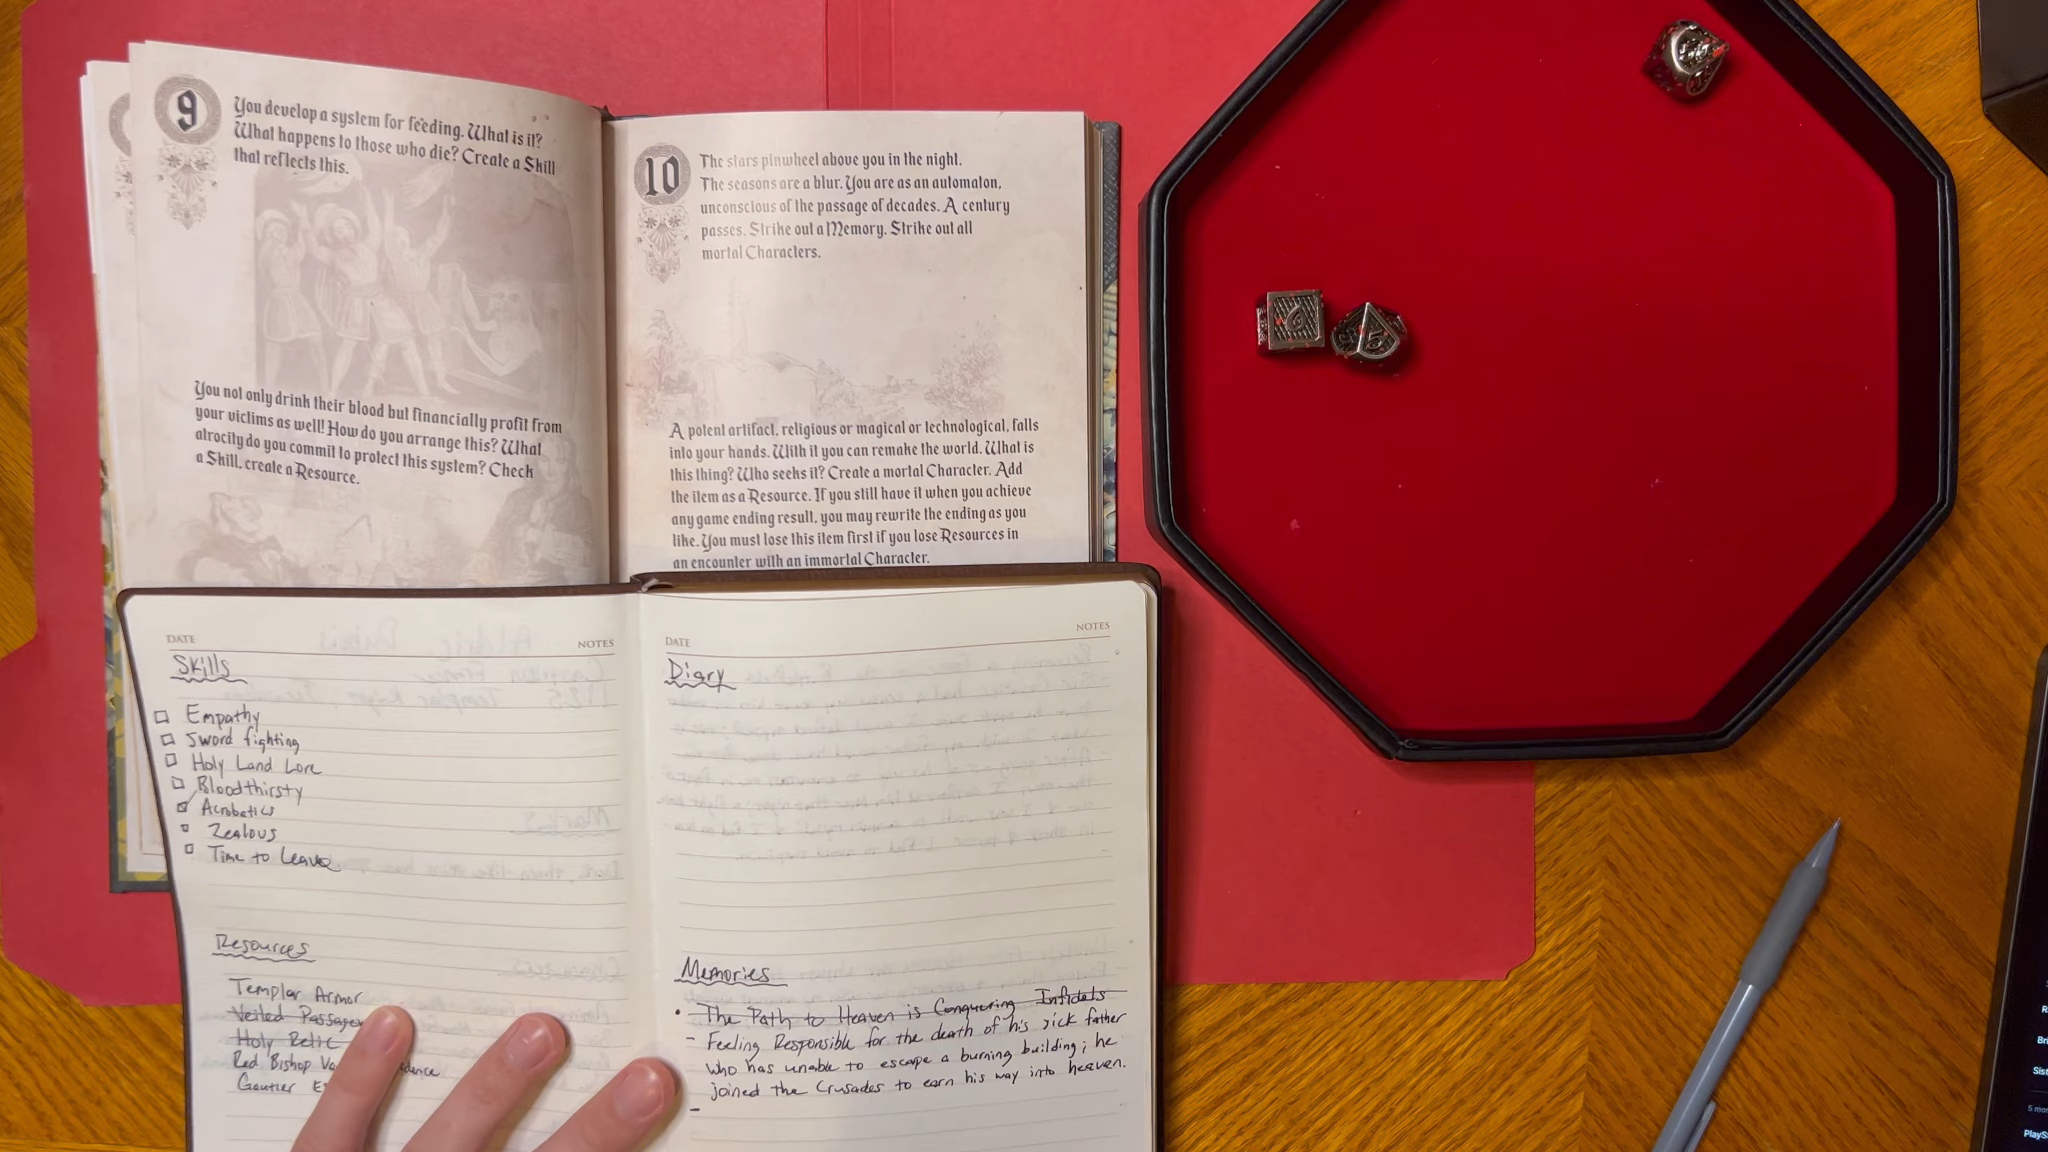 9
You develop a system for feeding. What is it?
What happens to those who die? Create a Skill
that reflects this.
You not only drink their blood but financially profit from
your victims as well! How do you arrange this? What
atrocity do you commit to protect this system? Check
a Skill, create a Resource.
10
The stars pinwheel above you in the night.
The seasons are a blur. You are as an automaton,
unconscious of the passage of decades. A century
passes. Strike out a Memory. Strike out all
mortal Characters.
A potent artifact, religious or magical or technological, falls
into your hands. With it you can remake the world. What is
this thing? Who seeks it? Create a mortal Character. Add
the item as a Resource. If you still have it when you achieve
any game ending result, you may rewrite the ending as you
like. You must lose this item first if you lose Resources in
an encounter with an immortal Character.
DATE NOTES
Skills
Empathy
Sword fighting
Holy Land Lore
Bloodthirsty
Acrobatics
Zealous
Time to Leave
Resources
Templar Armor
Veiled Passages
Holy Relic
Red Bishop
Gautier
DATE NOTES
Diary
Memories
• The Path to Heaven is Conquering Infidels
- Feeling Responsible for the death of his sick father
who was unable to escape a burning building; he
joined the Crusades to earn his way into heaven.
-
6
5
Bri
Sist
5 mo
PlayS